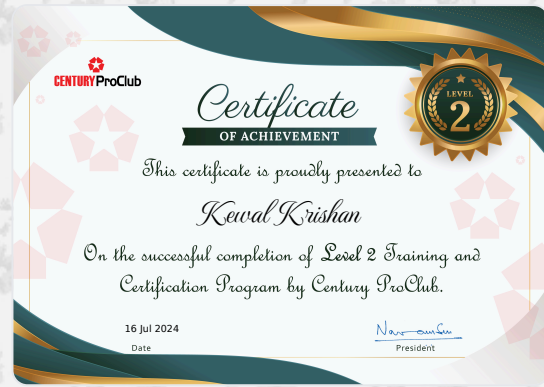 CENTURY ProClub
LEVEL
2
Certificate
OF ACHIEVEMENT
This certificate is proudly presented to
Kewal Krishan
On the successful completion of Level 2 Training and
Certification Program by Century ProClub.
16 Jul 2024
Date
President